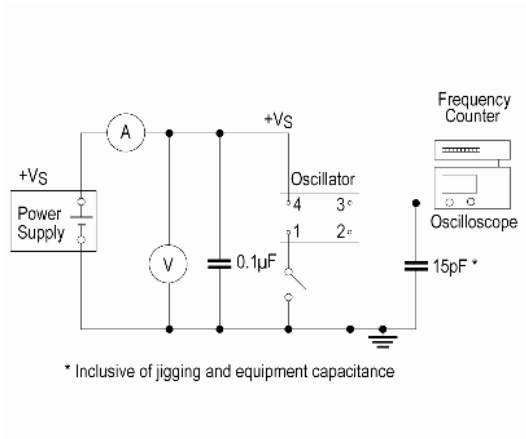 Frequency
Counter
+VS
A
+VS
Oscillator
Power
Supply
4 3
1 2
Oscilloscope
V
0.1µF
15pF *
* Inclusive of jigging and equipment capacitance